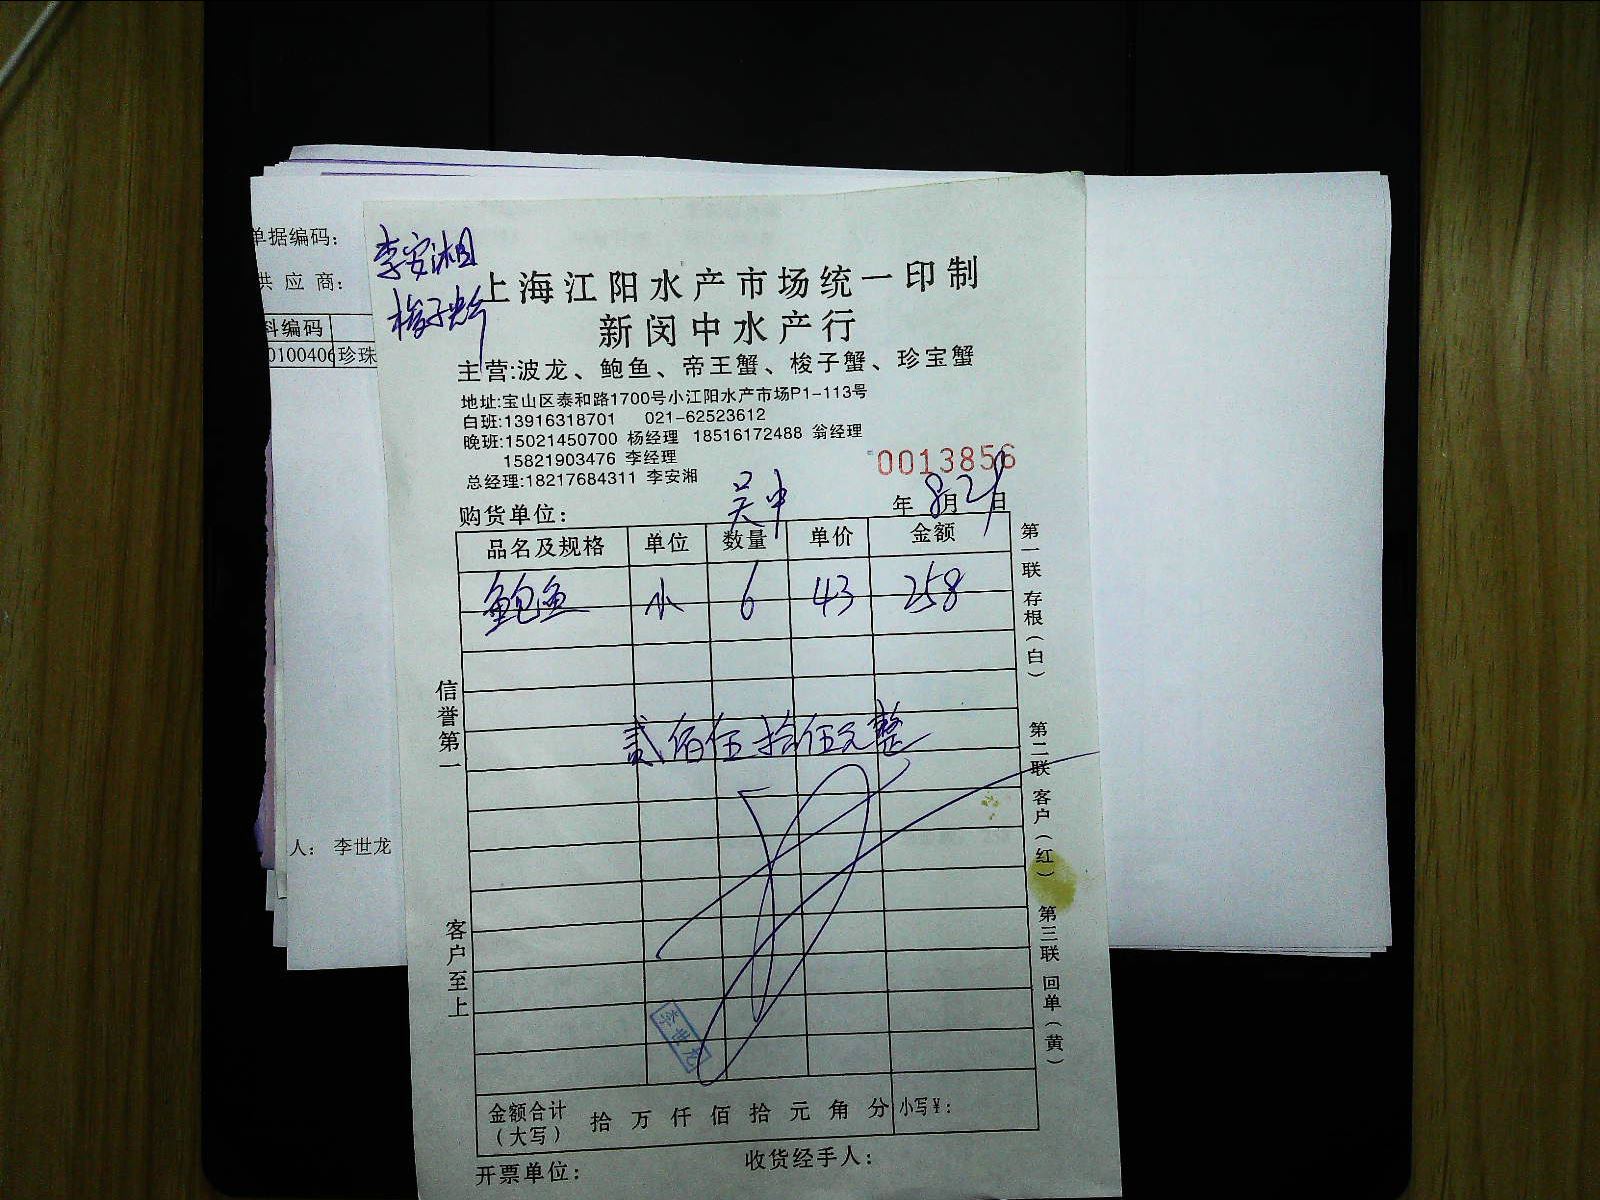 单据编码：
供 应 商：
料编码
0100406 珍珠
人： 李世龙
李安湘
梭子
上海江阳水产市场统一印制
新闵中水产行
主营:波龙、鲍鱼、帝王蟹、梭子蟹、珍宝蟹
地址:宝山区泰和路1700号小江阳水产市场P1-113号
白班:13916318701 021-62523612
晚班:15021450700 杨经理 18516172488 翁经理
15821903476 李经理
总经理:18217684311 李安湘
0013856
购货单位： 吴中 年 8月21日
品名及规格 单位 数量 单价 金额
鲍鱼 小 6 43 258
贰佰伍拾伍元整
李世龙
金额合计（大写） 拾 万 仟 佰 拾 元 角 分 小写¥：
开票单位： 收货经手人：
信誉第一
客户至上
第一联 存根（白）
第二联 客户（红）
第三联 回单（黄）